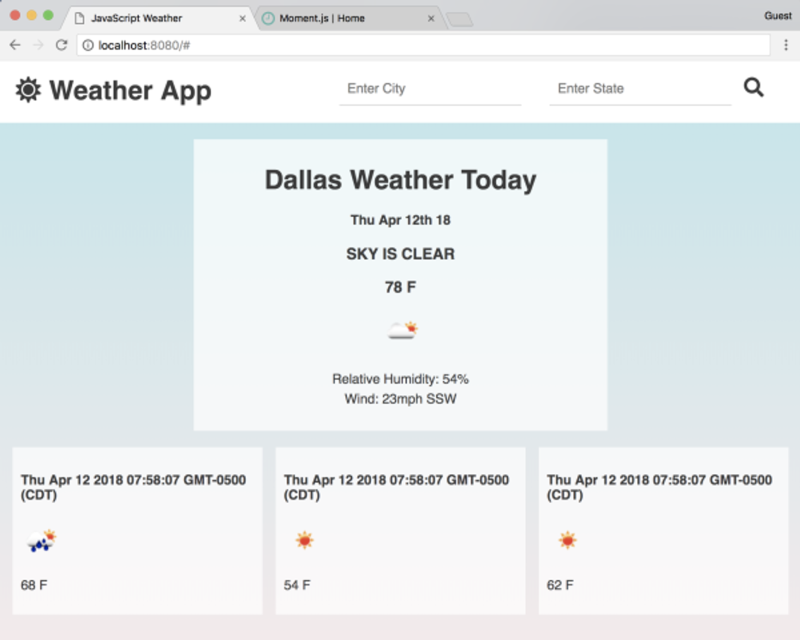 JavaScript Weather
Moment.js | Home
Guest
localhost:8080/#
Weather App
Enter City
Enter State
Dallas Weather Today
Thu Apr 12th 18
SKY IS CLEAR
78 F
Relative Humidity: 54%
Wind: 23mph SSW
Thu Apr 12 2018 07:58:07 GMT-0500
(CDT)
68 F
Thu Apr 12 2018 07:58:07 GMT-0500
(CDT)
54 F
Thu Apr 12 2018 07:58:07 GMT-0500
(CDT)
62 F